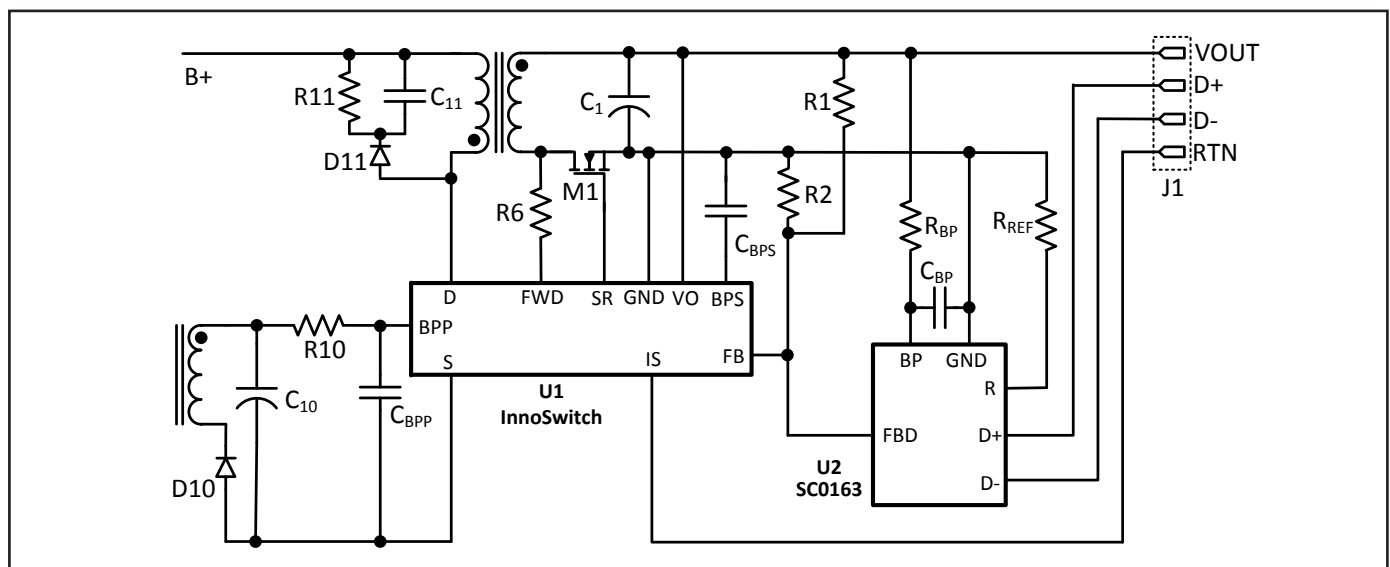 VOUT
B+
D+
R11
C11
C1
R1
D-
D11
M1
RTN
J1
R6
R2
CBPS
RBP
RREF
CBP
D
FWD
SR
GND
VO
BPS
BPP
R10
S
IS
FB
BP
GND
U1
InnoSwitch
R
C10
CBPP
FBD
D+
U2
SC0163
D-
D10